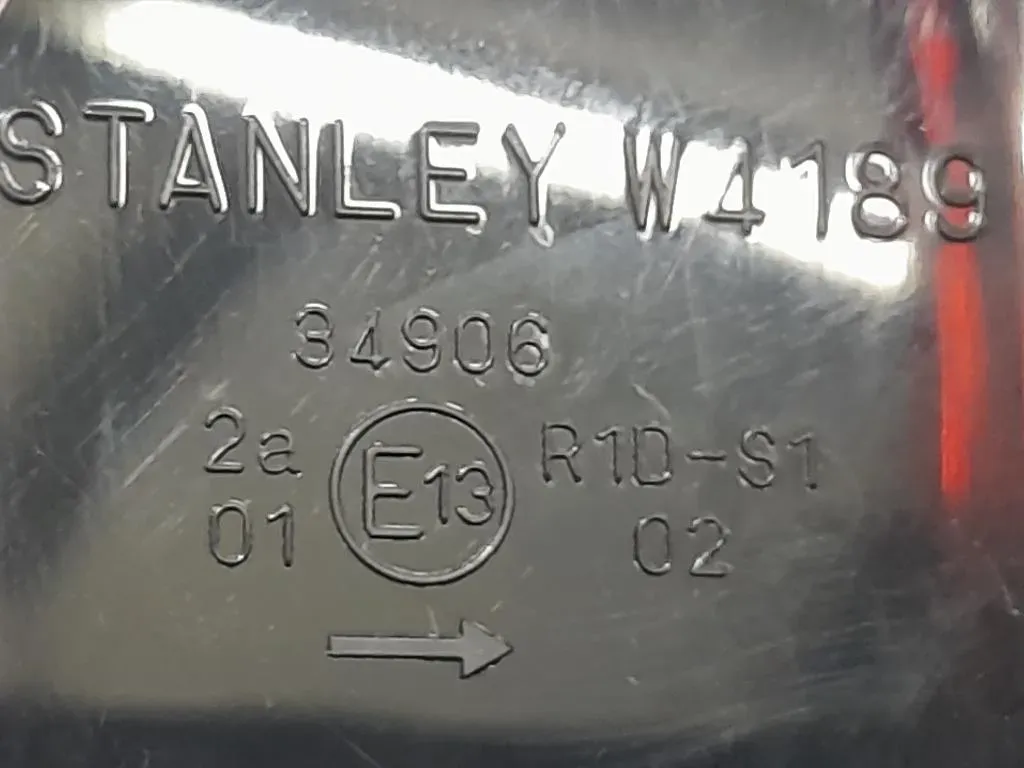 STANLEY W4189
34906
2a E13 R1D-S1
01 02